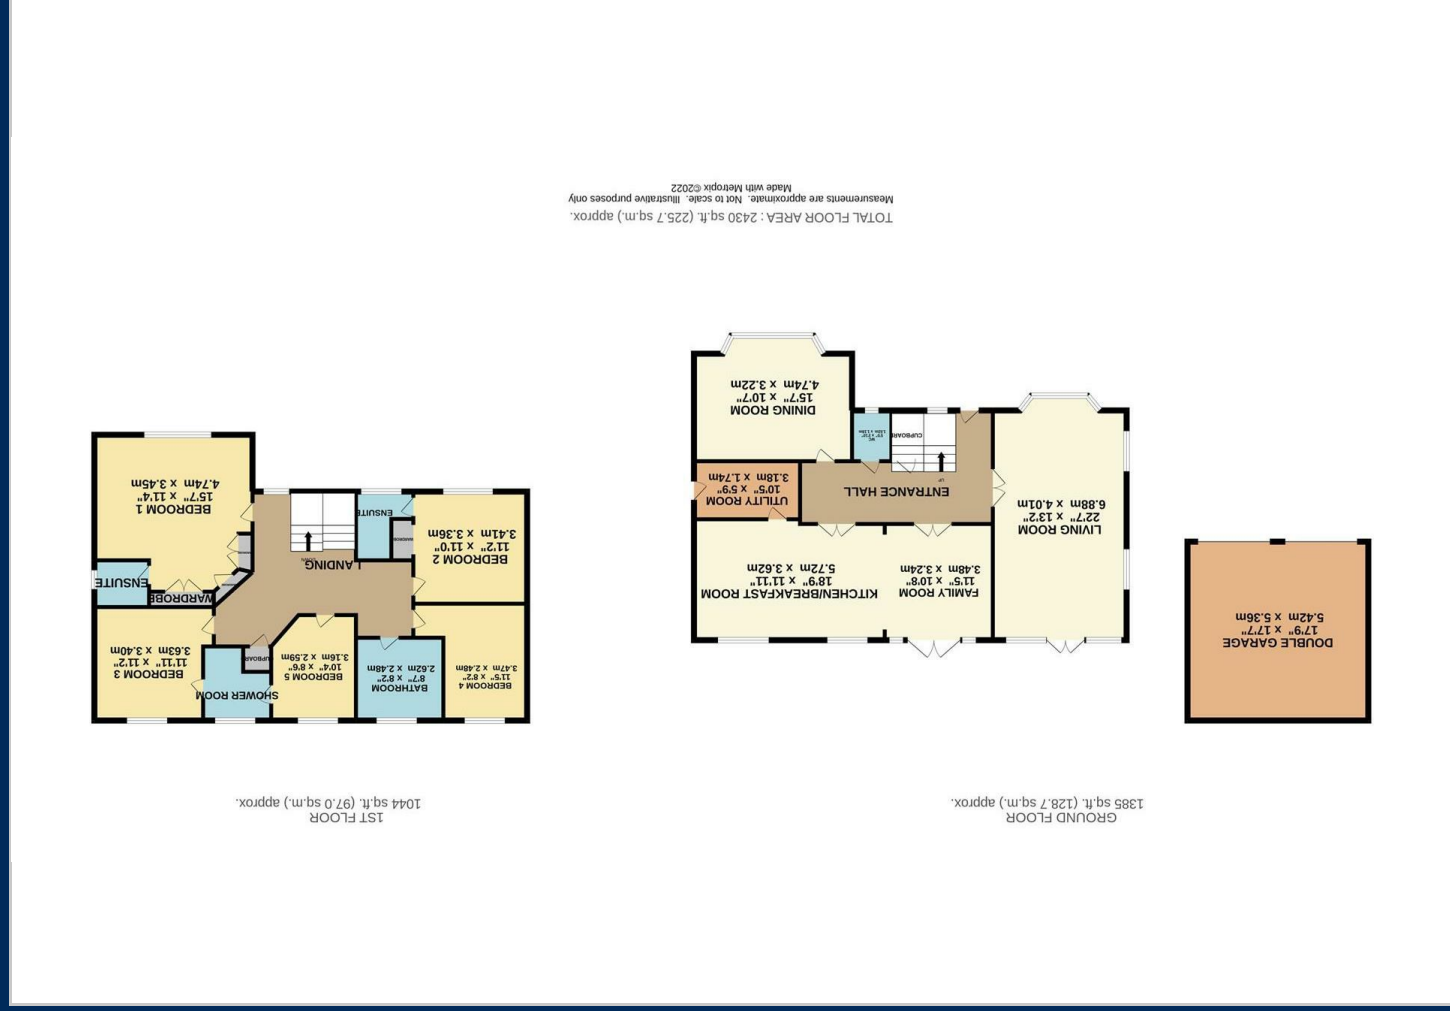 GROUND FLOOR
1385 sq.ft. (128.7 sq.m.) approx.
DOUBLE GARAGE
17'9" x 17'7"
5.42m x 5.36m
LIVING ROOM
22'7" x 13'2"
6.88m x 4.01m
FAMILY ROOM
11'5" x 10'8"
3.48m x 3.24m
KITCHEN/BREAKFAST ROOM
18'9" x 11'11"
5.72m x 3.62m
ENTRANCE HALL
UP
UTILITY ROOM
10'5" x 5'9"
3.18m x 1.74m
CUPBOARD
WC
DINING ROOM
15'7" x 10'7"
4.74m x 3.22m
1ST FLOOR
1044 sq.ft. (97.0 sq.m.) approx.
BEDROOM 4
11'5" x 8'2"
3.47m x 2.48m
BATHROOM
8'7" x 8'2"
2.62m x 2.48m
BEDROOM 5
10'4" x 8'6"
3.16m x 2.59m
SHOWER ROOM
CUPBOARD
BEDROOM 3
11'11" x 11'2"
3.63m x 3.40m
LANDING
DOWN
BEDROOM 2
11'2" x 11'0"
3.41m x 3.36m
WARDROBE
ENSUITE
WARDROBE
ENSUITE
BEDROOM 1
15'7" x 11'4"
4.74m x 3.45m
TOTAL FLOOR AREA : 2430 sq.ft. (225.7 sq.m.) approx.
Measurements are approximate. Not to scale. Illustrative purposes only
Made with Metropix ©2022